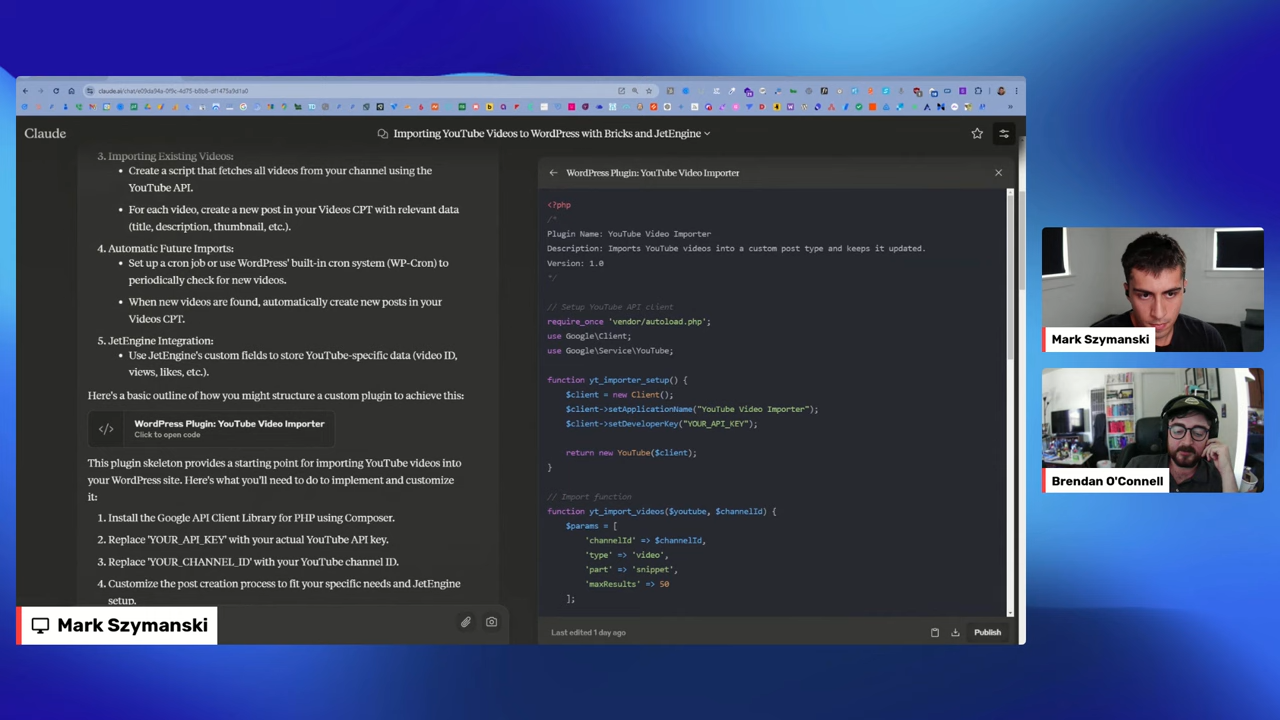 claude.ai/chat/e09da94a-0f9c-4d75-b8b8-df1475a9d1a0
Claude
Importing YouTube Videos to WordPress with Bricks and JetEngine
3. Importing Existing Videos:
• Create a script that fetches all videos from your channel using the
YouTube API.
• For each video, create a new post in your Videos CPT with relevant data
(title, description, thumbnail, etc.).
4. Automatic Future Imports:
• Set up a cron job or use WordPress' built-in cron system (WP-Cron) to
periodically check for new videos.
• When new videos are found, automatically create new posts in your
Videos CPT.
5. JetEngine Integration:
• Use JetEngine's custom fields to store YouTube-specific data (video ID,
views, likes, etc.).
Here's a basic outline of how you might structure a custom plugin to achieve this:
WordPress Plugin: YouTube Video Importer
Click to open code
This plugin skeleton provides a starting point for importing YouTube videos into
your WordPress site. Here's what you'll need to do to implement and customize
it:
1. Install the Google API Client Library for PHP using Composer.
2. Replace 'YOUR_API_KEY' with your actual YouTube API key.
3. Replace 'YOUR_CHANNEL_ID' with your YouTube channel ID.
4. Customize the post creation process to fit your specific needs and JetEngine
setup.
WordPress Plugin: YouTube Video Importer
<?php
/*
Plugin Name: YouTube Video Importer
Description: Imports YouTube videos into a custom post type and keeps it updated.
Version: 1.0
*/
// Setup YouTube API client
require_once 'vendor/autoload.php';
use Google\Client;
use Google\Service\YouTube;
function yt_importer_setup() {
$client = new Client();
$client->setApplicationName("YouTube Video Importer");
$client->setDeveloperKey("YOUR_API_KEY");
return new YouTube($client);
}
// Import function
function yt_import_videos($youtube, $channelId) {
$params = [
'channelId' => $channelId,
'type' => 'video',
'part' => 'snippet',
'maxResults' => 50
];
Last edited 1 day ago
Publish
Mark Szymanski
Mark Szymanski
Brendan O'Connell